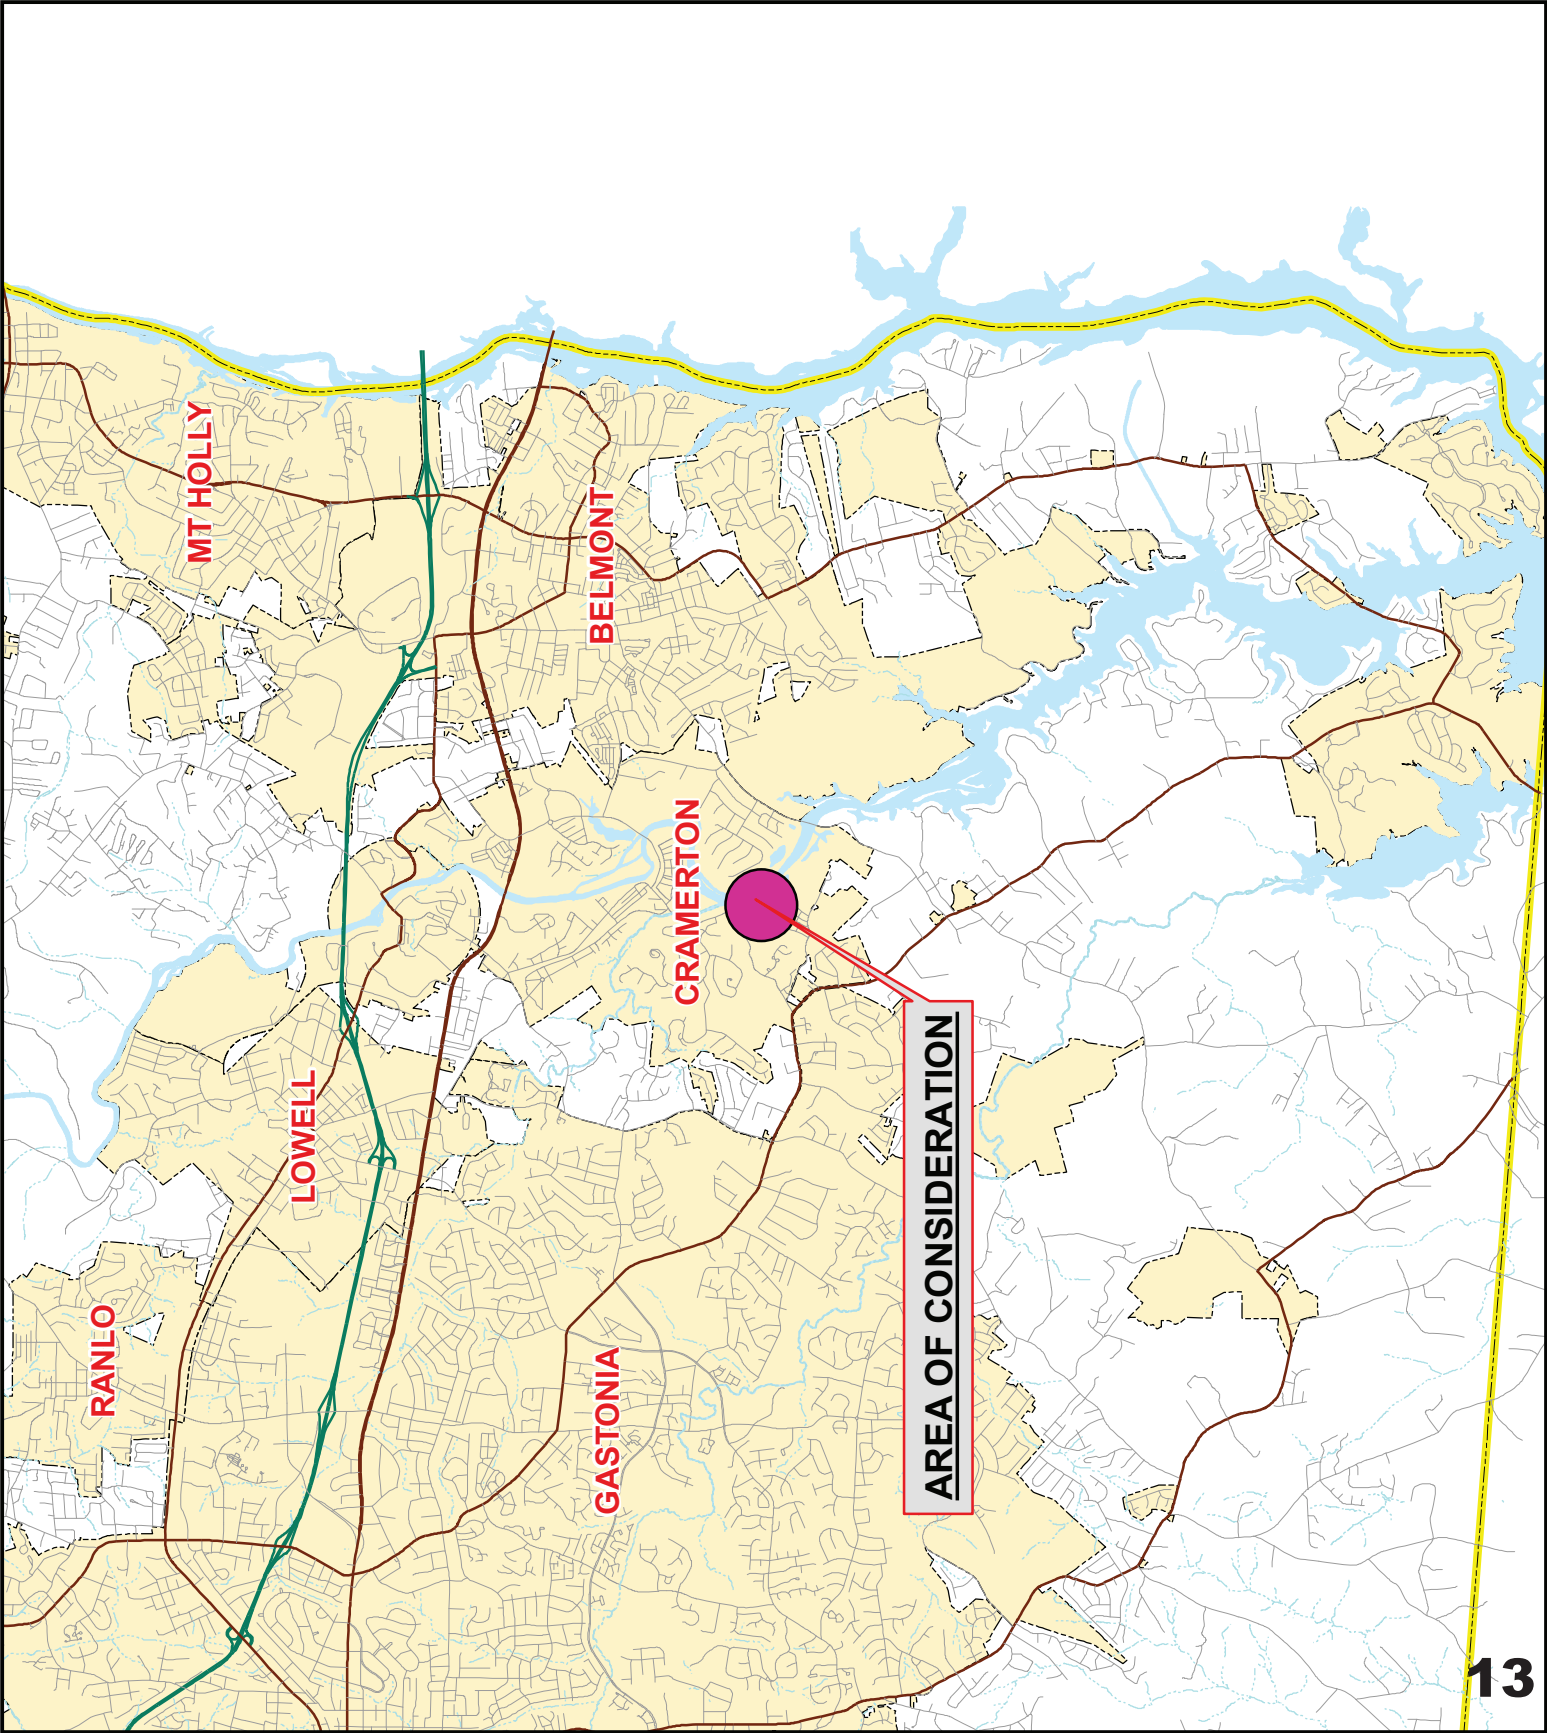 MT HOLLY
BELMONT
CRAMERTON
LOWELL
RANLO
GASTONIA
AREA OF CONSIDERATION
13